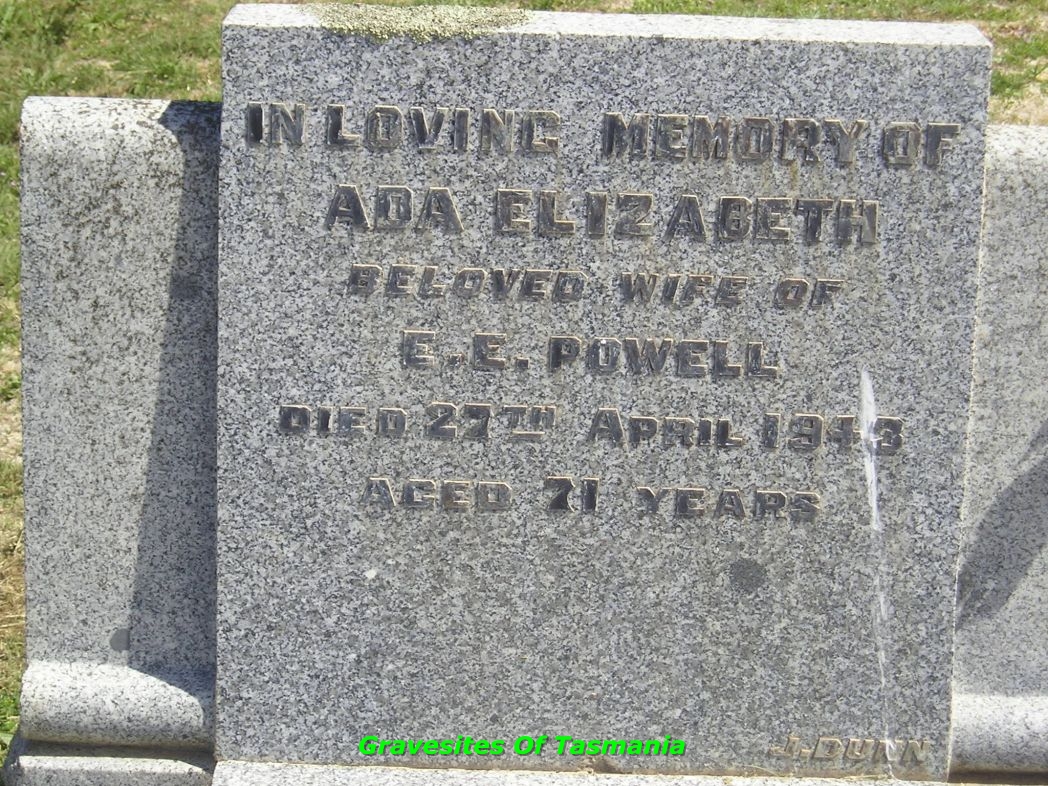 IN LOVING MEMORY OF
ADA ELIZABETH
BELOVED WIFE OF
E. E. POWELL
DIED 27TH APRIL 1943
AGED 71 YEARS
Gravesites Of Tasmania
J. DUNN